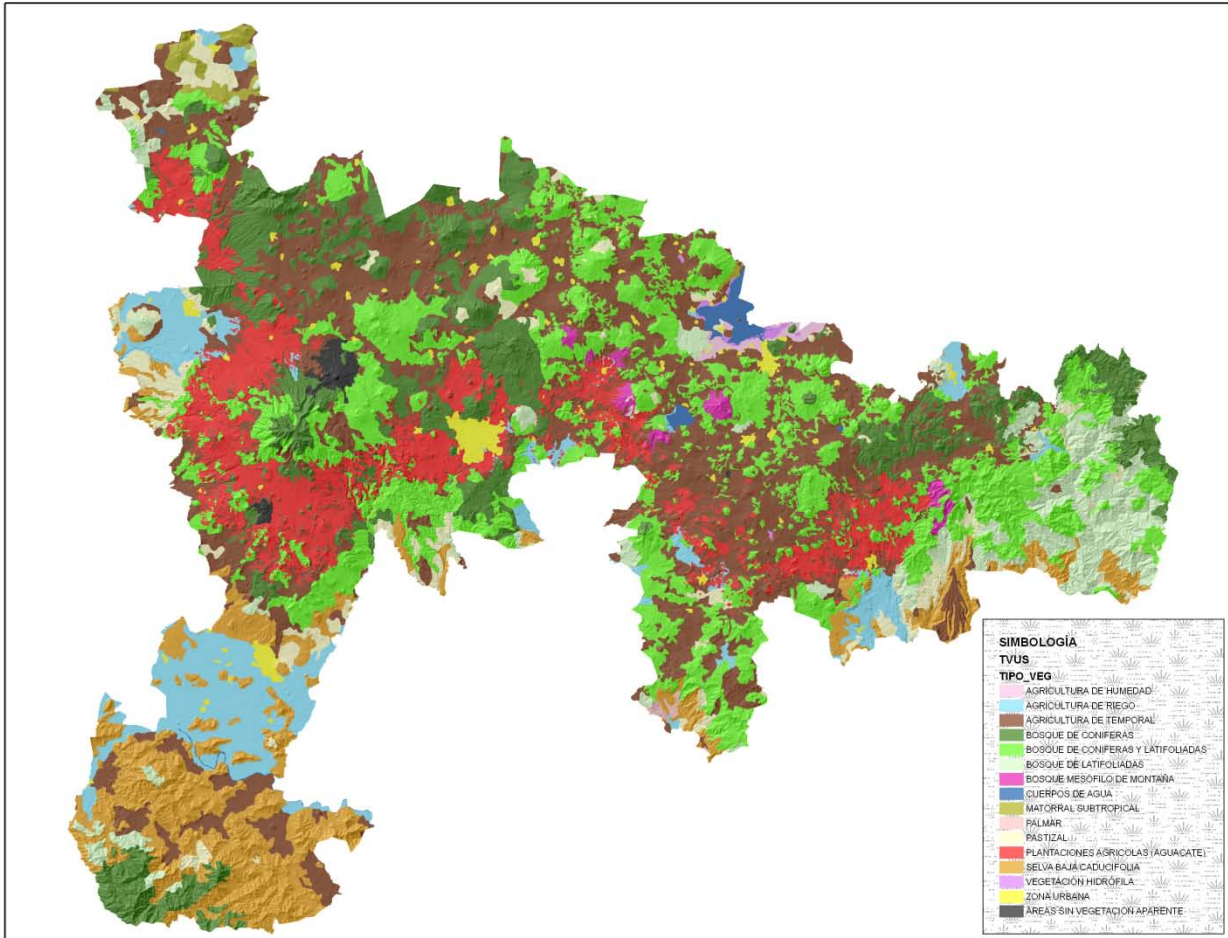 SIMBOLOGÍA
TVUS
TIPO_VEG
AGRICULTURA DE HUMEDAD
AGRICULTURA DE RIEGO
AGRICULTURA DE TEMPORAL
BOSQUE DE CONIFERAS
BOSQUE DE CONIFERAS Y LATIFOLIADAS
BOSQUE DE LATIFOLIADAS
BOSQUE MESOFILO DE MONTAÑA
CUERPOS DE AGUA
MATORRAL SUBTROPICAL
PALMAR
PASTIZAL
PLANTACIONES AGRICOLAS (AGUACATE)
SELVA BAJA CADUCIFOLIA
VEGETACIÓN HIDRÓFILA
ZONA URBANA
ÁREAS SIN VEGETACIÓN APARENTE